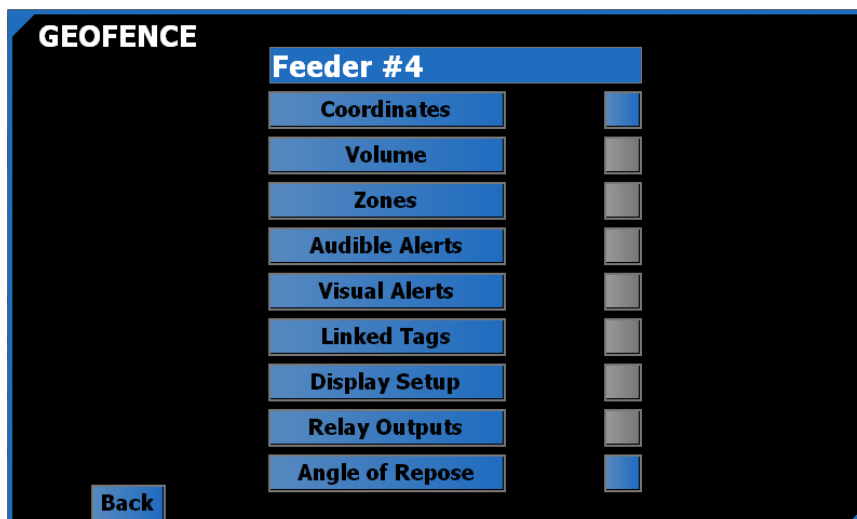 GEOFENCE
Feeder #4
Coordinates
Volume
Zones
Audible Alerts
Visual Alerts
Linked Tags
Display Setup
Relay Outputs
Angle of Repose
Back